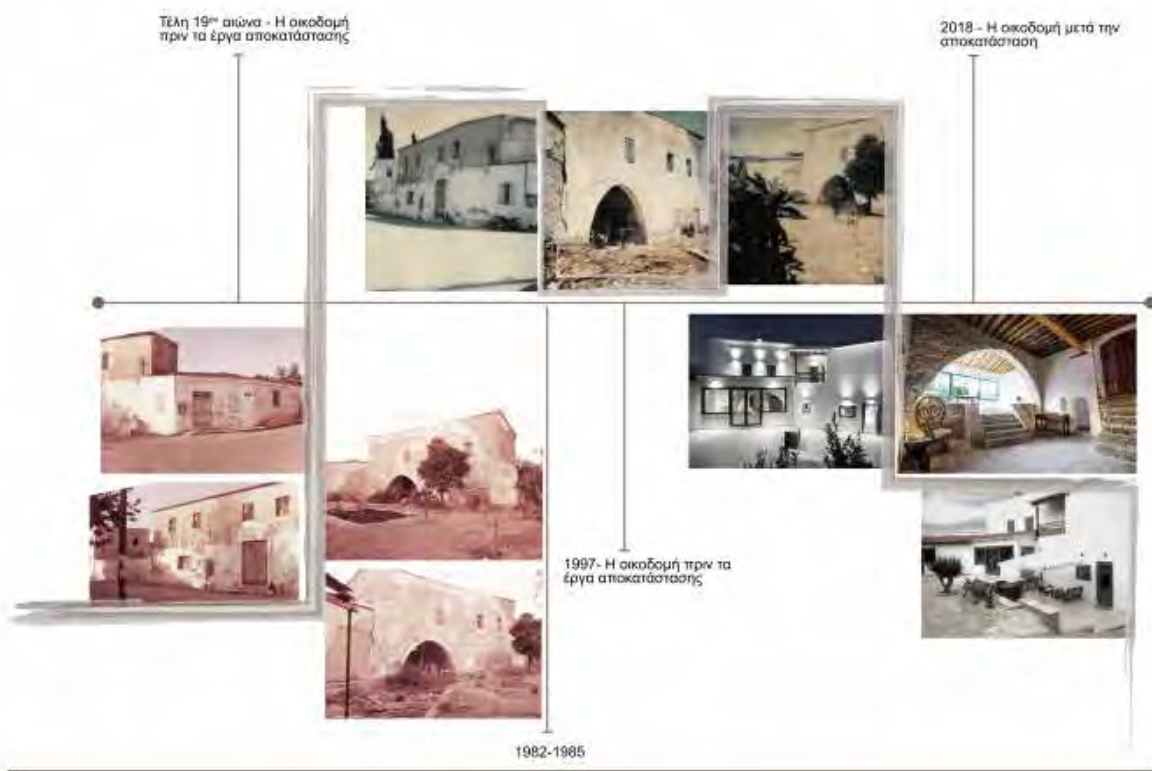 Τέλη 19ου αιώνα - Η οικοδομή
πριν τα έργα αποκατάστασης
2018 - Η οικοδομή μετά την
αποκατάσταση
1997- Η οικοδομή πριν τα
έργα αποκατάστασης
1982-1985